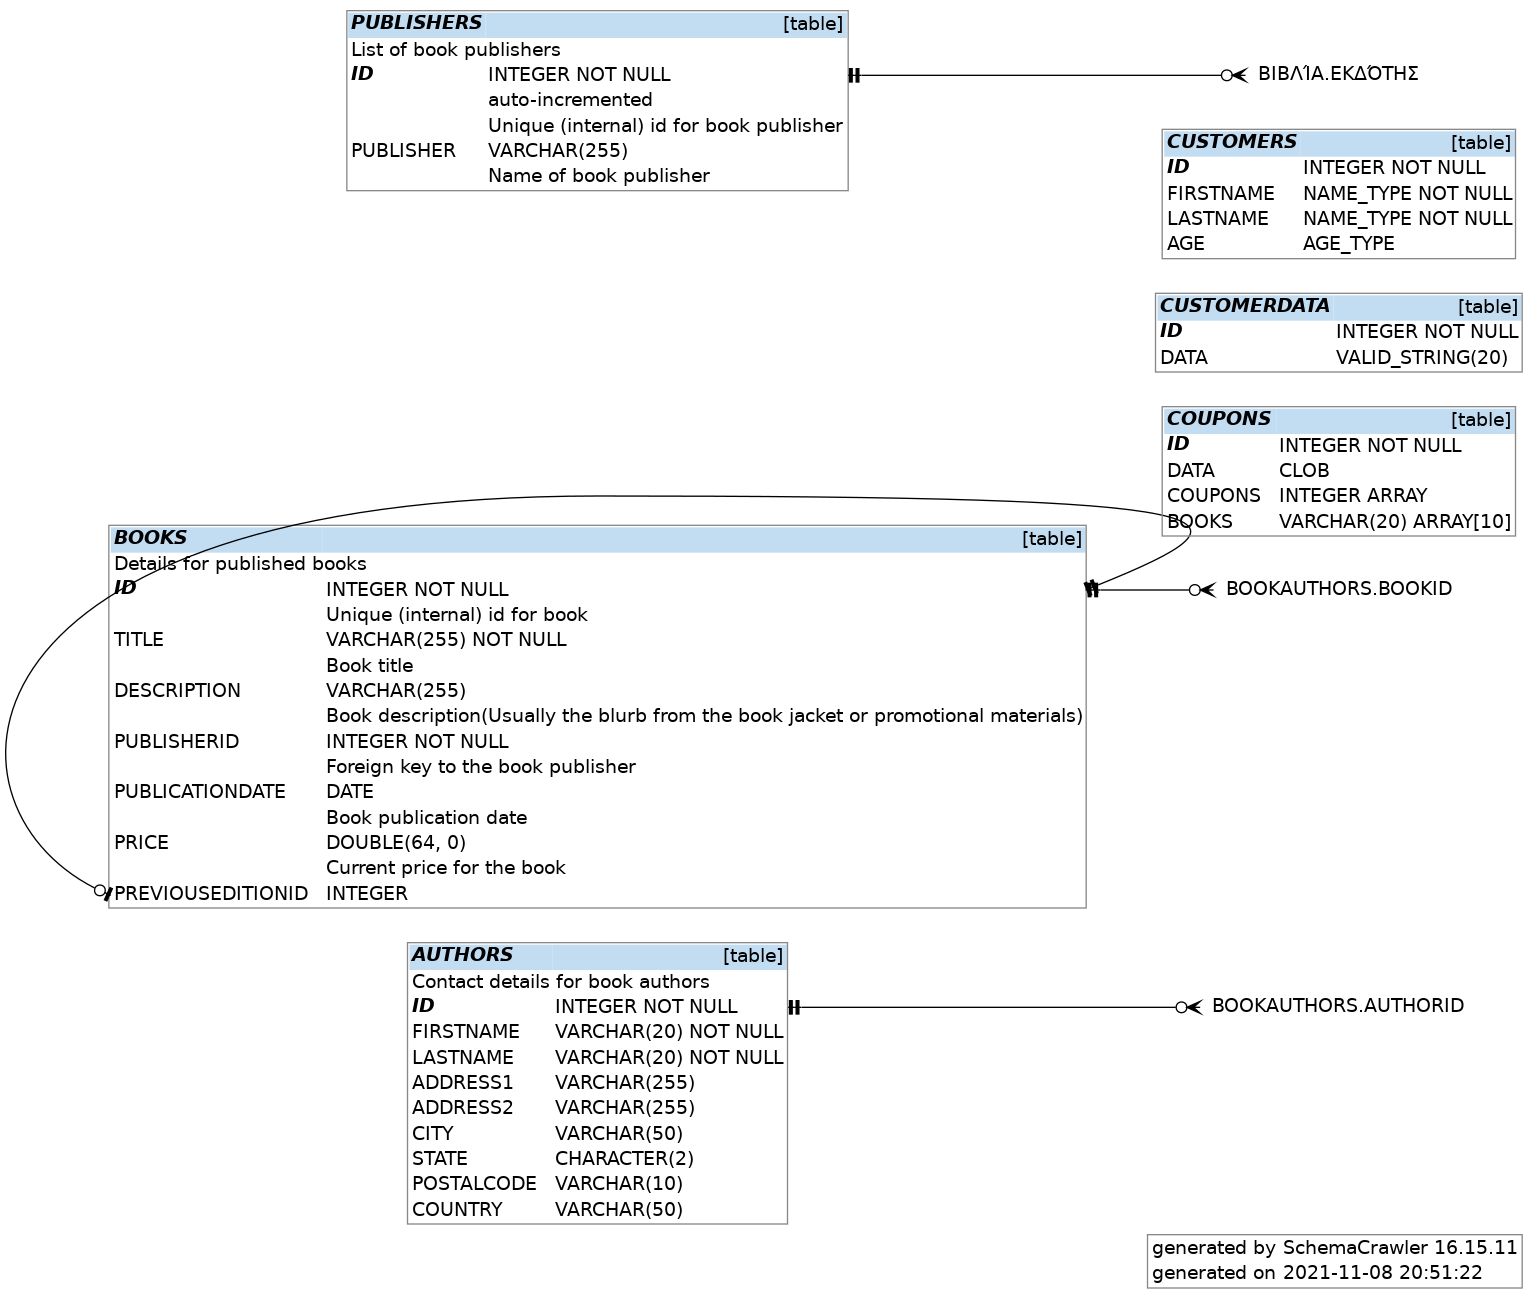 PUBLISHERS [table]
List of book publishers
ID INTEGER NOT NULL
auto-incremented
Unique (internal) id for book publisher
PUBLISHER VARCHAR(255)
Name of book publisher
ΒΙΒΛΊΑ.ΕΚΔΌΤΗΣ
CUSTOMERS [table]
ID INTEGER NOT NULL
FIRSTNAME NAME_TYPE NOT NULL
LASTNAME NAME_TYPE NOT NULL
AGE AGE_TYPE
CUSTOMERDATA [table]
ID INTEGER NOT NULL
DATA VALID_STRING(20)
COUPONS [table]
ID INTEGER NOT NULL
DATA CLOB
COUPONS INTEGER ARRAY
BOOKS VARCHAR(20) ARRAY[10]
BOOKS [table]
Details for published books
ID INTEGER NOT NULL
Unique (internal) id for book
TITLE VARCHAR(255) NOT NULL
Book title
DESCRIPTION VARCHAR(255)
Book description(Usually the blurb from the book jacket or promotional materials)
PUBLISHERID INTEGER NOT NULL
Foreign key to the book publisher
PUBLICATIONDATE DATE
Book publication date
PRICE DOUBLE(64, 0)
Current price for the book
PREVIOUSEDITIONID INTEGER
BOOKAUTHORS.BOOKID
AUTHORS [table]
Contact details for book authors
ID INTEGER NOT NULL
FIRSTNAME VARCHAR(20) NOT NULL
LASTNAME VARCHAR(20) NOT NULL
ADDRESS1 VARCHAR(255)
ADDRESS2 VARCHAR(255)
CITY VARCHAR(50)
STATE CHARACTER(2)
POSTALCODE VARCHAR(10)
COUNTRY VARCHAR(50)
BOOKAUTHORS.AUTHORID
generated by SchemaCrawler 16.15.11
generated on 2021-11-08 20:51:22